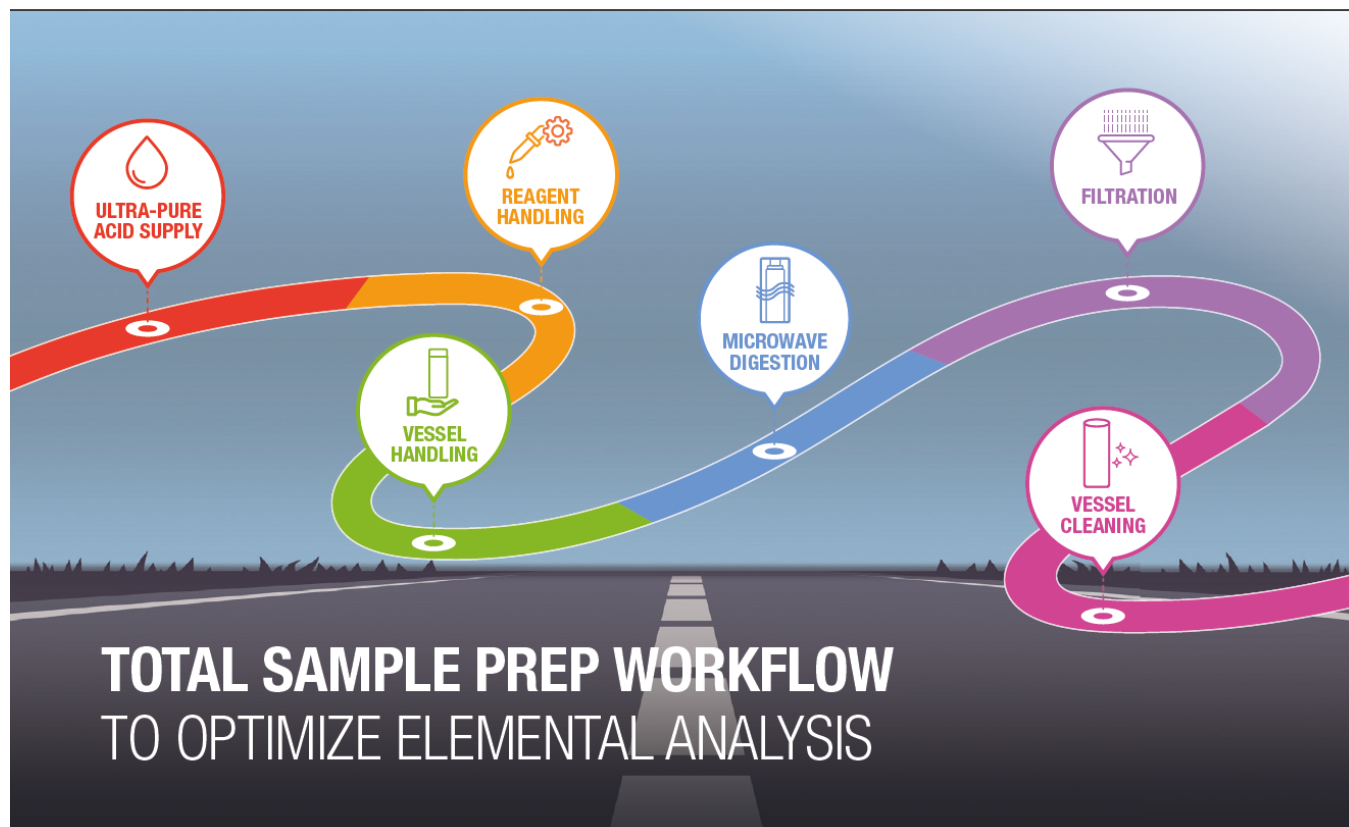 ULTRA-PURE
ACID SUPPLY
REAGENT
HANDLING
VESSEL
HANDLING
MICROWAVE
DIGESTION
FILTRATION
VESSEL
CLEANING
TOTAL SAMPLE PREP WORKFLOW
TO OPTIMIZE ELEMENTAL ANALYSIS